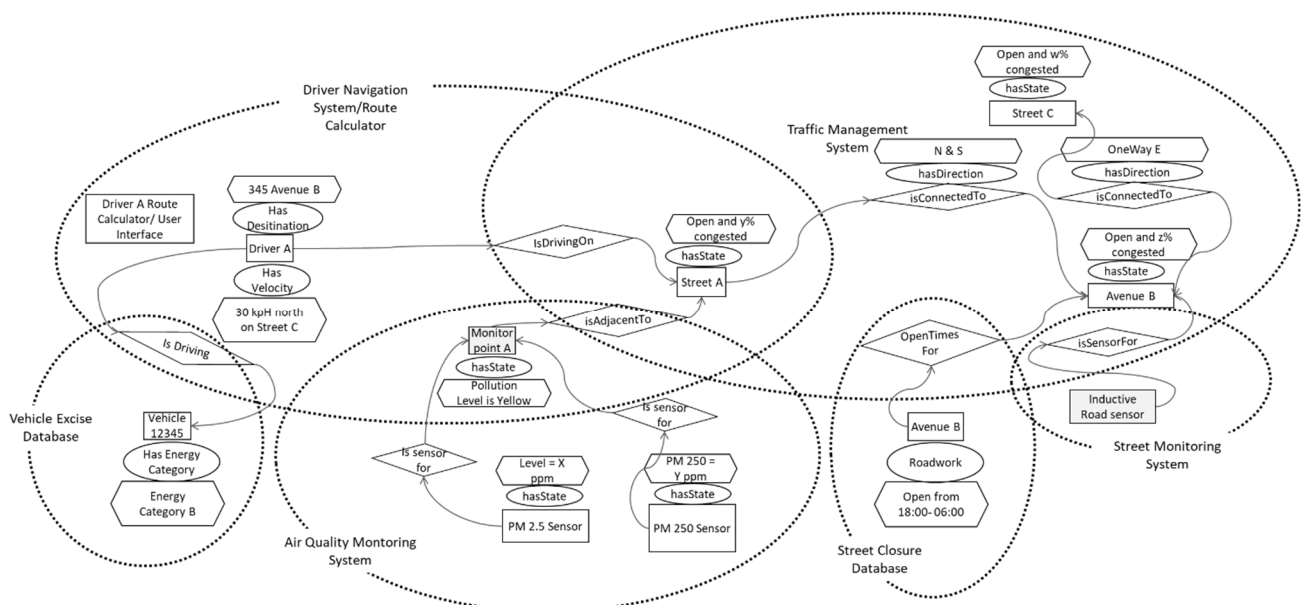 Open and w%
congested
hasState
Street C
Driver Navigation
System/Route
Calculator
Traffic Management
System
N & S
hasDirection
isConnectedTo
OneWay E
hasDirection
isConnectedTo
345 Avenue B
Has
Desitination
Driver A
Has
Velocity
30 kpH north
on Street C
Driver A Route
Calculator/ User
Interface
IsDrivingOn
Open and y%
congested
hasState
Street A
Open and z%
congested
hasState
Avenue B
isAdjacentTo
Monitor
point A
hasState
Pollution
Level is Yellow
OpenTimes
For
isSensorFor
Is Driving
Inductive
Road sensor
Vehicle Excise
Database
Vehicle
12345
Has Energy
Category
Energy
Category B
Is sensor
for
Is sensor
for
Avenue B
Roadwork
Open from
18:00- 06:00
Street Monitoring
System
Level = X
ppm
hasState
PM 2.5 Sensor
PM 250 =
Y ppm
hasState
PM 250 Sensor
Air Quality Montoring
System
Street Closure
Database